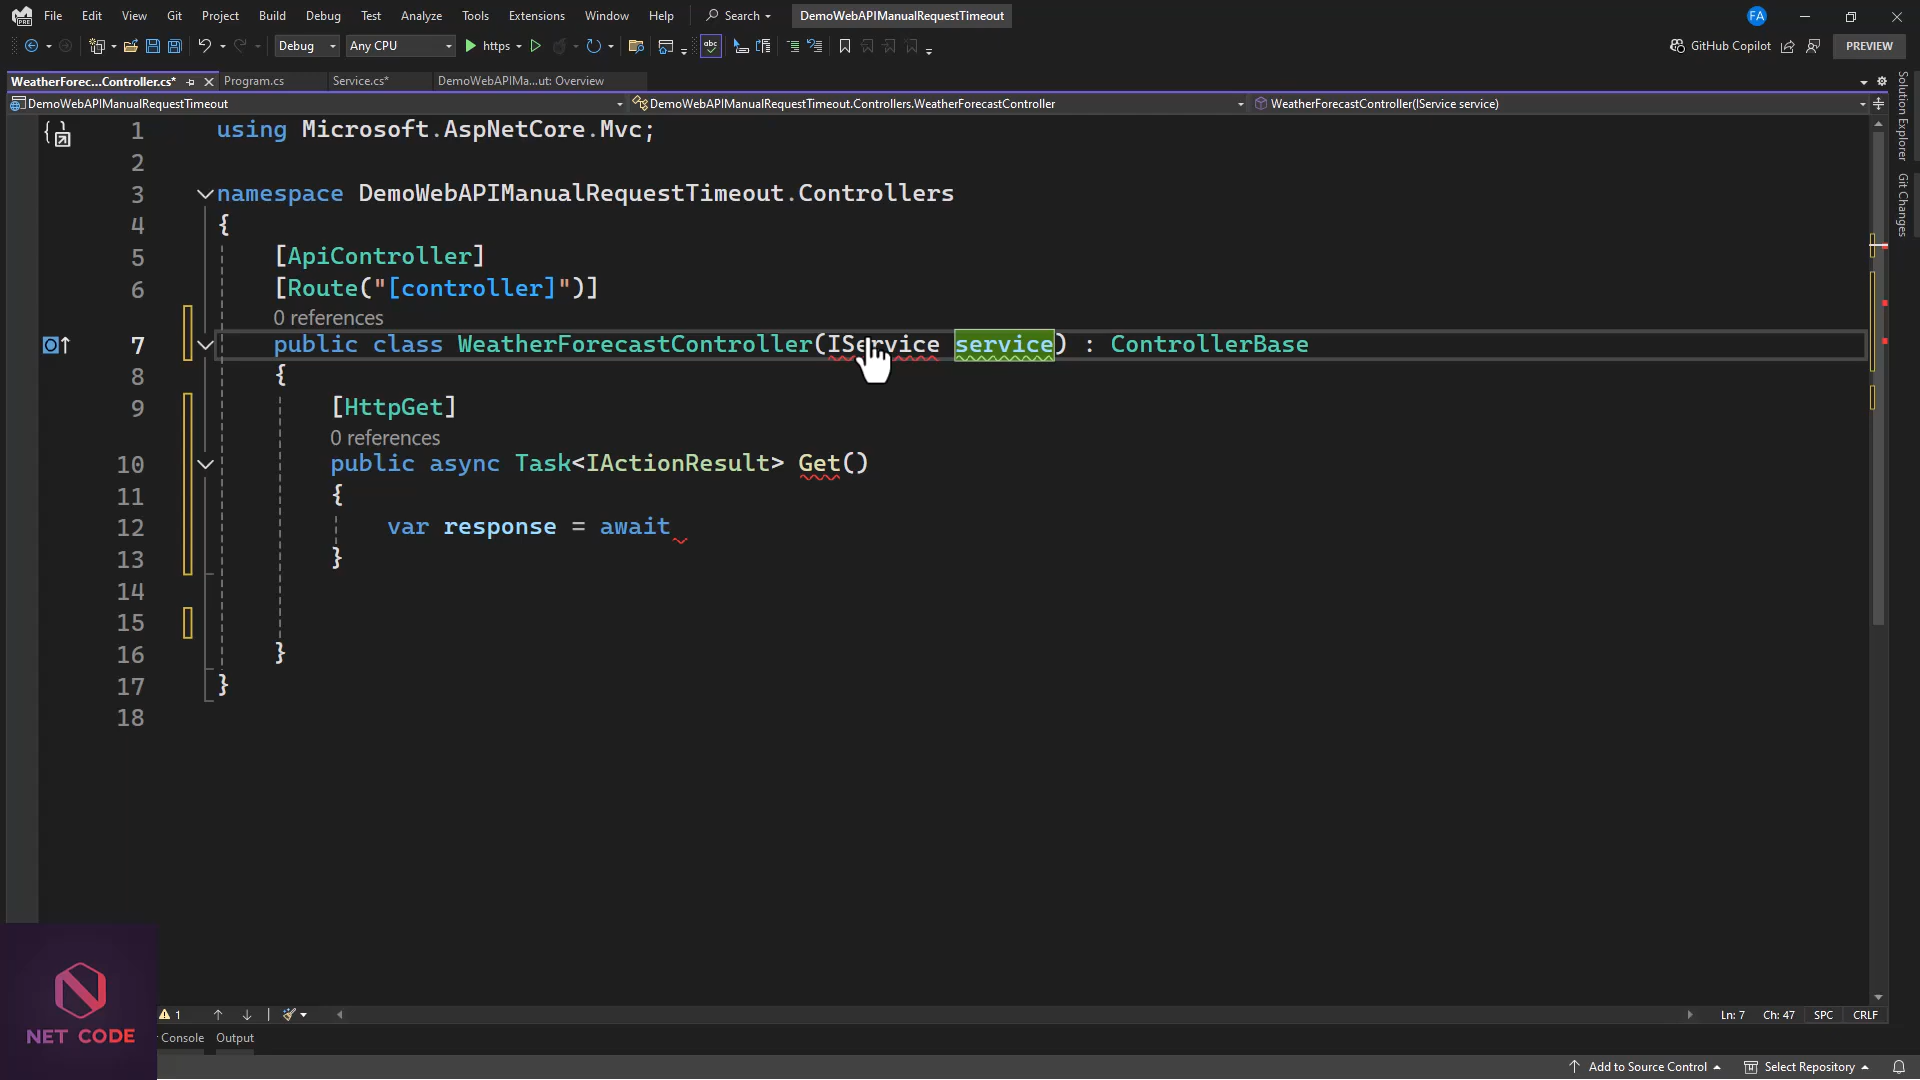 File Edit View Git Project Build Debug Test Analyze Tools Extensions Window Help Search DemoWebAPIManualRequestTimeout FA
Debug Any CPU https GitHub Copilot PREVIEW
WeatherForec...Controller.cs* Program.cs Service.cs* DemoWebAPIMa...ut: Overview
DemoWebAPIManualRequestTimeout DemoWebAPIManualRequestTimeout.Controllers.WeatherForecastController WeatherForecastController(IService service)
1 using Microsoft.AspNetCore.Mvc;
2
3 namespace DemoWebAPIManualRequestTimeout.Controllers
4 {
5 [ApiController]
6 [Route("[controller]")]
0 references
7 public class WeatherForecastController(IService service) : ControllerBase
8 {
9 [HttpGet]
0 references
10 public async Task<IActionResult> Get()
11 {
12 var response = await
13 }
14
15
16 }
17 }
18
Solution Explorer
Git Changes
1 Ln: 7 Ch: 47 SPC CRLF
Console Output
Add to Source Control Select Repository
NET CODE